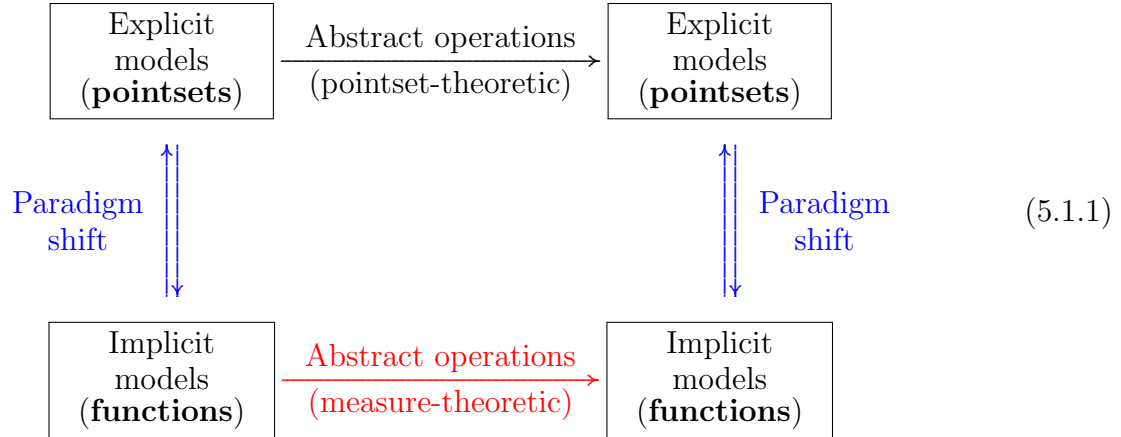 Explicit
models
(pointsets)
Abstract operations
(pointset-theoretic)
Explicit
models
(pointsets)
Paradigm
shift
Paradigm
shift
(5.1.1)
Implicit
models
(functions)
Abstract operations
(measure-theoretic)
Implicit
models
(functions)